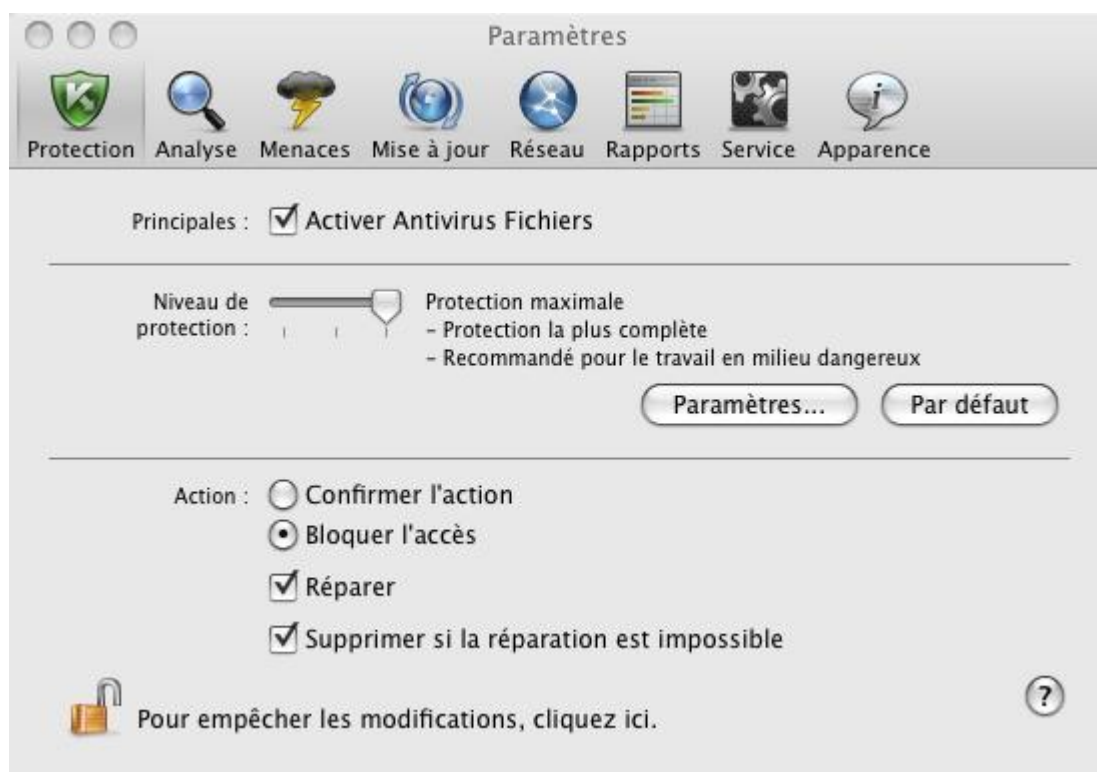 Paramètres
Protection Analyse Menaces Mise à jour Réseau Rapports Service Apparence
Principales : Activer Antivirus Fichiers
Niveau de protection :
Protection maximale
– Protection la plus complète
– Recommandé pour le travail en milieu dangereux
Paramètres... Par défaut
Action : Confirmer l'action
Bloquer l'accès
Réparer
Supprimer si la réparation est impossible
Pour empêcher les modifications, cliquez ici. ?